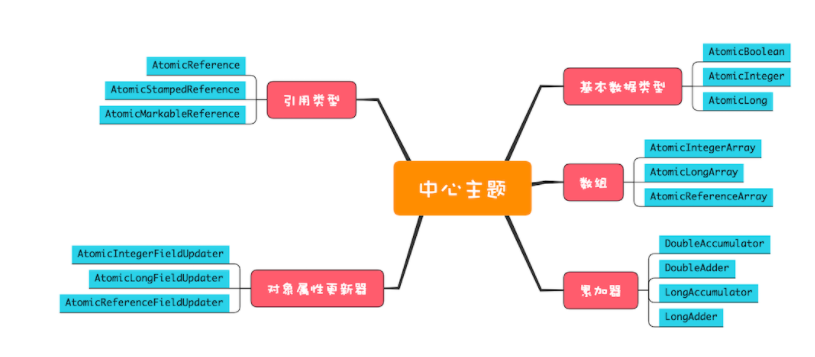 中心主题
引用类型
AtomicReference
AtomicStampedReference
AtomicMarkableReference
对象属性更新器
AtomicIntegerFieldUpdater
AtomicLongFieldUpdater
AtomicReferenceFieldUpdater
基本数据类型
AtomicBoolean
AtomicInteger
AtomicLong
数组
AtomicIntegerArray
AtomicLongArray
AtomicReferenceArray
累加器
DoubleAccumulator
DoubleAdder
LongAccumulator
LongAdder